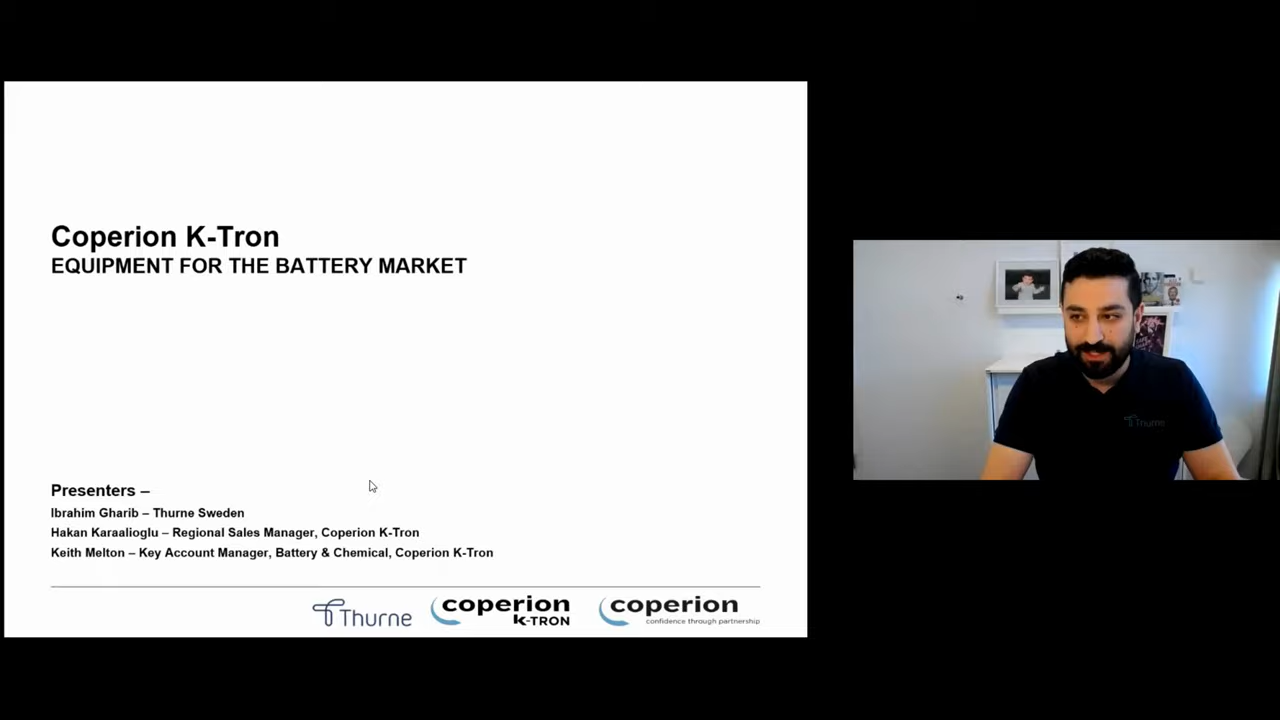 Coperion K-Tron
EQUIPMENT FOR THE BATTERY MARKET
Presenters –
Ibrahim Gharib – Thurne Sweden
Hakan Karaalioglu – Regional Sales Manager, Coperion K-Tron
Keith Melton – Key Account Manager, Battery & Chemical, Coperion K-Tron
Thurne
coperion
K-TRON
coperion
confidence through partnership
Thurne